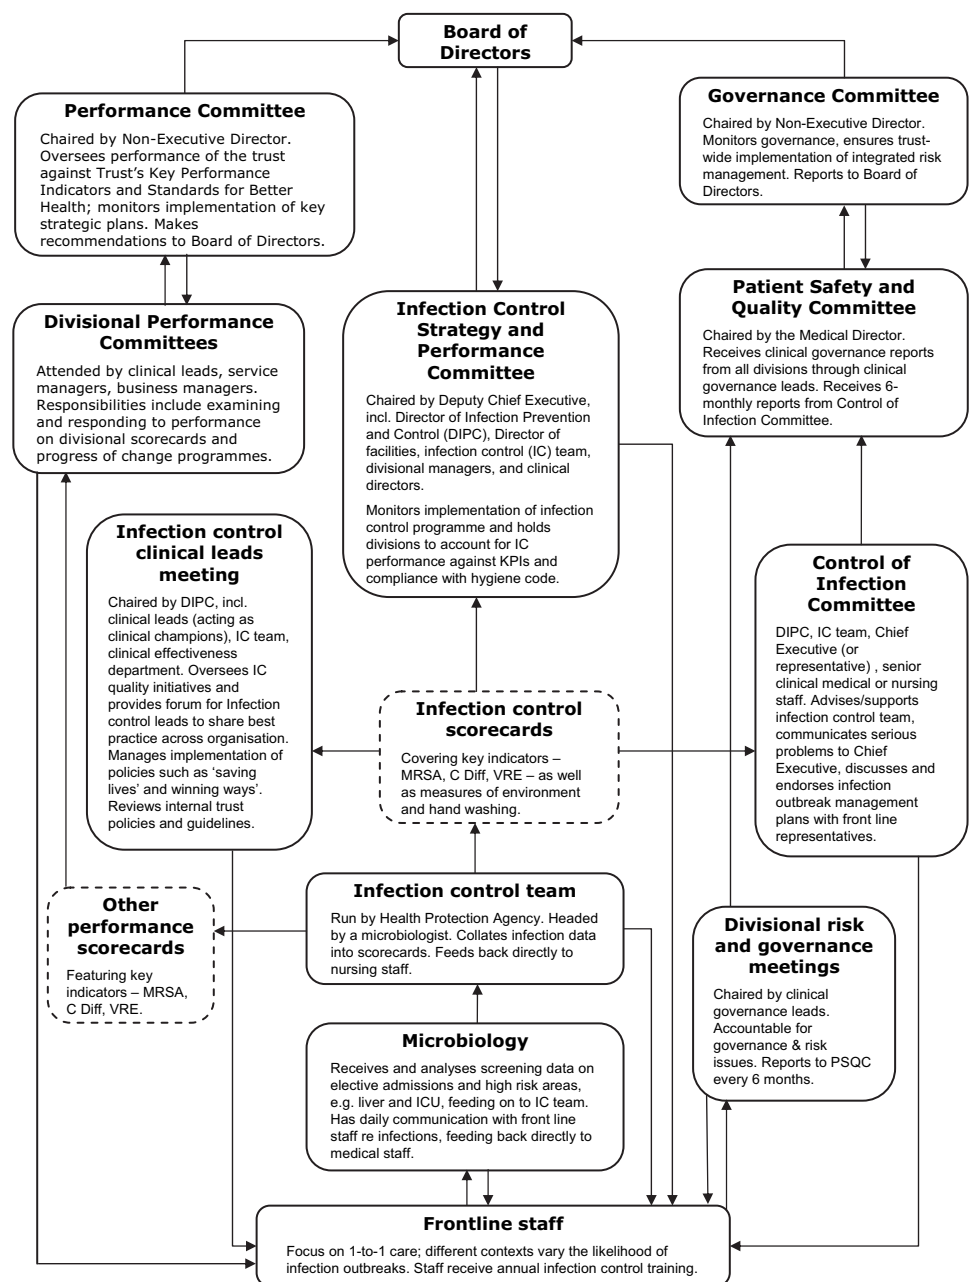 Board of
Directors
Performance Committee
Chaired by Non-Executive Director.
Oversees performance of the trust
against Trust's Key Performance
Indicators and Standards for Better
Health; monitors implementation of key
strategic plans. Makes
recommendations to Board of Directors.
Governance Committee
Chaired by Non-Executive Director.
Monitors governance, ensures trust-
wide implementation of integrated risk
management. Reports to Board of
Directors.
Divisional Performance
Committees
Attended by clinical leads, service
managers, business managers.
Responsibilities include examining
and responding to performance
on divisional scorecards and
progress of change programmes.
Infection Control
Strategy and
Performance
Committee
Chaired by Deputy Chief Executive,
incl. Director of Infection Prevention
and Control (DIPC), Director of
facilities, infection control (IC) team,
divisional managers, and clinical
directors.
Monitors implementation of infection
control programme and holds
divisions to account for IC
performance against KPIs and
compliance with hygiene code.
Patient Safety and
Quality Committee
Chaired by the Medical Director.
Receives clinical governance reports
from all divisions through clinical
governance leads. Receives 6-
monthly reports from Control of
Infection Committee.
Infection control
clinical leads
meeting
Chaired by DIPC, incl.
clinical leads (acting as
clinical champions), IC team,
clinical effectiveness
department. Oversees IC
quality initiatives and
provides forum for Infection
control leads to share best
practice across organisation.
Manages implementation of
policies such as 'saving
lives' and winning ways'.
Reviews internal trust
policies and guidelines.
Infection control
scorecards
Covering key indicators –
MRSA, C Diff, VRE – as well
as measures of environment
and hand washing.
Control of
Infection
Committee
DIPC, IC team, Chief
Executive (or
representative) , senior
clinical medical or nursing
staff. Advises/supports
infection control team,
communicates serious
problems to Chief
Executive, discusses and
endorses infection
outbreak management
plans with front line
representatives.
Other
performance
scorecards
Featuring key
indicators – MRSA,
C Diff, VRE.
Infection control team
Run by Health Protection Agency. Headed
by a microbiologist. Collates infection data
into scorecards. Feeds back directly to
nursing staff.
Divisional risk
and governance
meetings
Chaired by clinical
governance leads.
Accountable for
governance & risk
issues. Reports to PSQC
every 6 months.
Microbiology
Receives and analyses screening data on
elective admissions and high risk areas,
e.g. liver and ICU, feeding on to IC team.
Has daily communication with front line
staff re infections, feeding back directly to
medical staff.
Frontline staff
Focus on 1-to-1 care; different contexts vary the likelihood of
infection outbreaks. Staff receive annual infection control training.